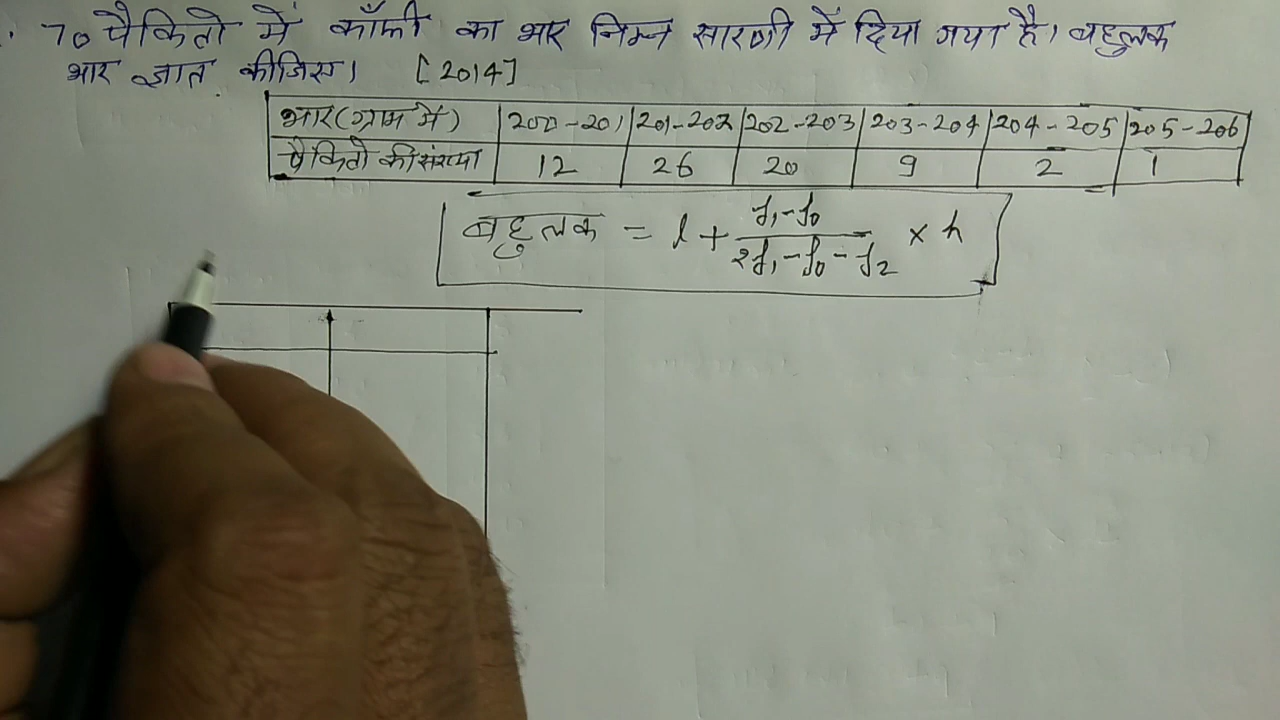 70 पैकितो में काँफी का भार निम्न सारणी में दिया गया है। बहुलक
भार ज्ञात कीजिए। [2014]
भार(ग्राम में) 200-201 201-202 202-203 203-204 204-205 205-206
पैकितो की संख्या 12 26 20 9 2 1
बहुलक = l + (f₁-f₀)/(2f₁-f₀-f₂) × h